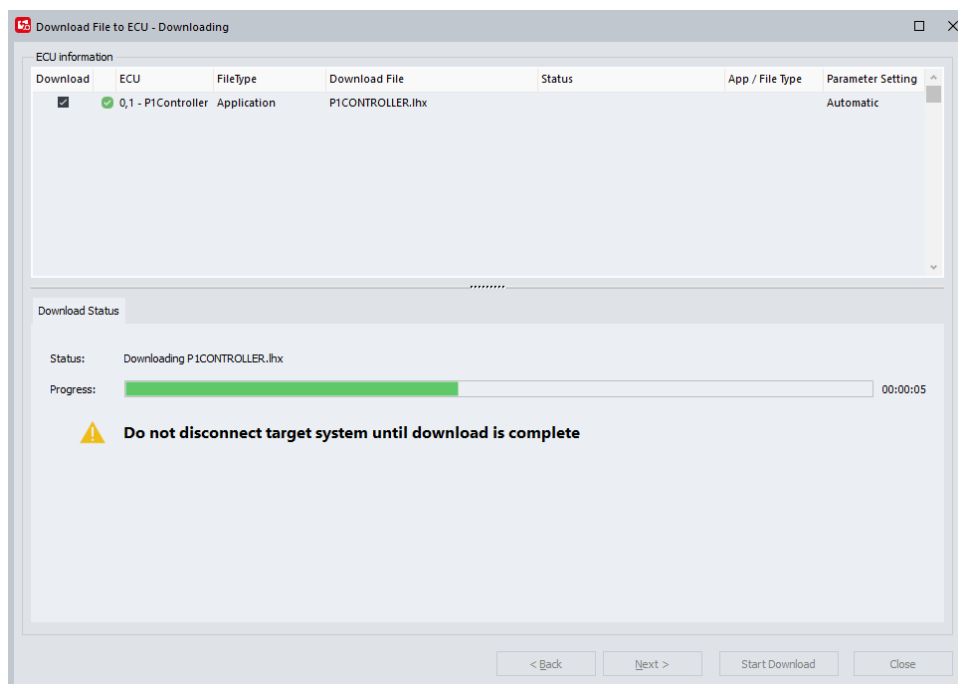 Download File to ECU - Downloading
ECU information
Download ECU FileType Download File Status App / File Type Parameter Setting
0,1 - P1Controller Application P1CONTROLLER.lhx Automatic
Download Status
Status: Downloading P1CONTROLLER.lhx
Progress: 00:00:05
Do not disconnect target system until download is complete
< Back Next > Start Download Close